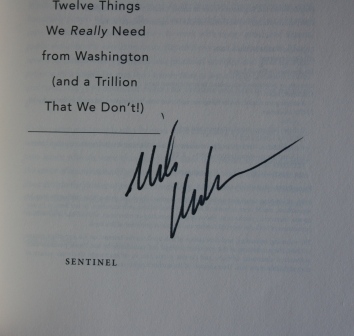 Twelve Things
We Really Need
from Washington
(and a Trillion
That We Don't!)
SENTINEL